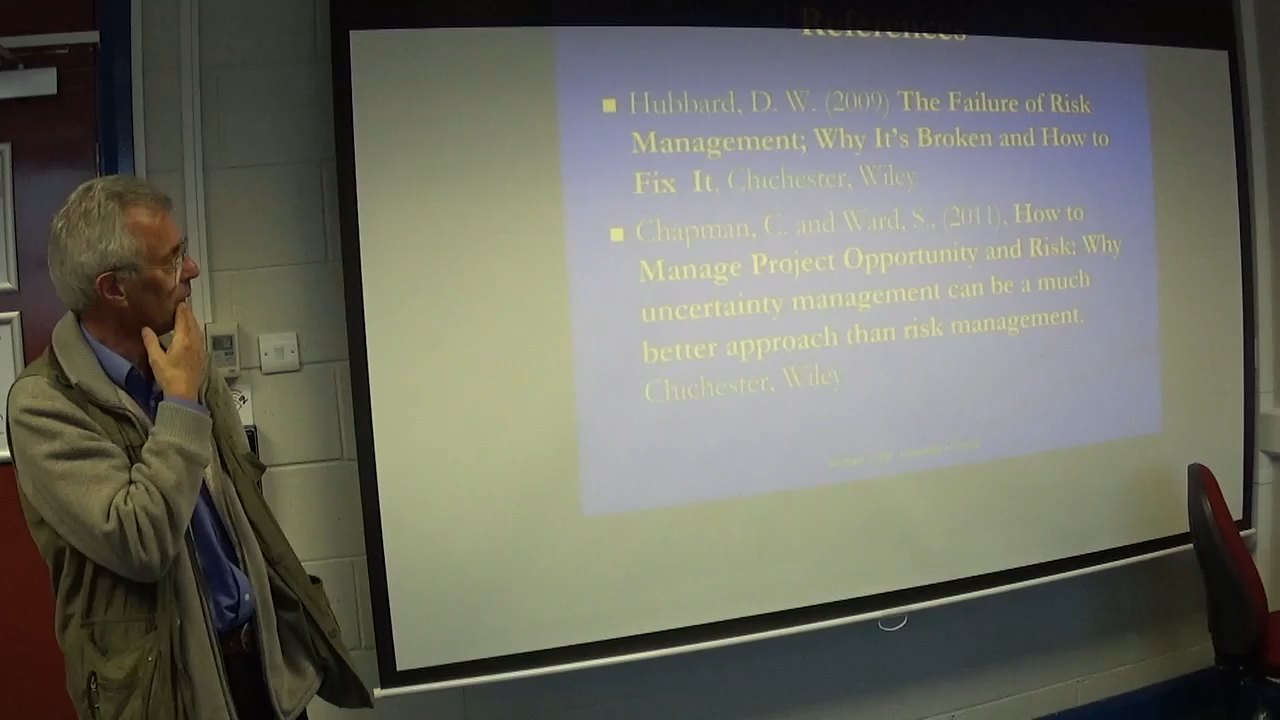 References
Hubbard, D. W. (2009) The Failure of Risk
Management; Why It's Broken and How to
Fix It, Chichester, Wiley
Chapman, C. and Ward, S., (2011), How to
Manage Project Opportunity and Risk: Why
uncertainty management can be a much
better approach than risk management.
Chichester, Wiley